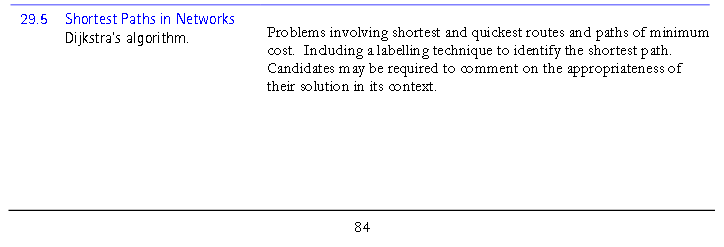 29.5 Shortest Paths in Networks
Dijkstra's algorithm.
Problems involving shortest and quickest routes and paths of minimum
cost. Including a labelling technique to identify the shortest path.
Candidates may be required to comment on the appropriateness of
their solution in its context.
84